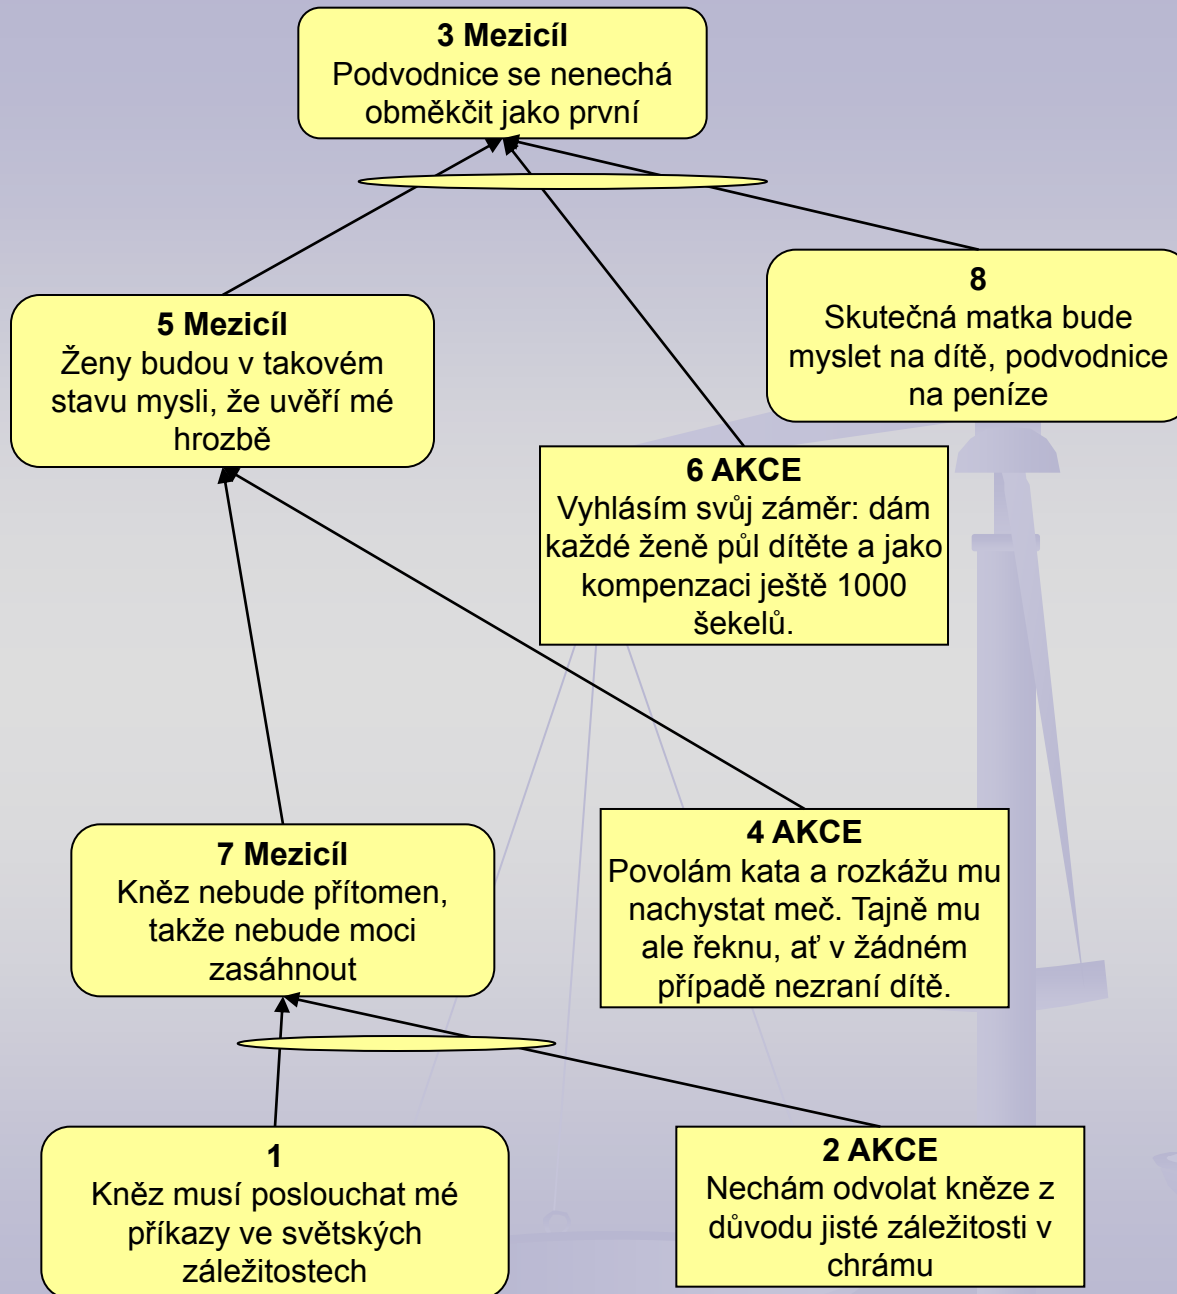 3 Mezicíl
Podvodnice se nenechá
obměkčit jako první
5 Mezicíl
Ženy budou v takovém
stavu mysli, že uvěří mé
hrozbě
8
Skutečná matka bude
myslet na dítě, podvodnice
na peníze
6 AKCE
Vyhlásím svůj záměr: dám
každé ženě půl dítěte a jako
kompenzaci ještě 1000
šekelů.
7 Mezicíl
Kněz nebude přítomen,
takže nebude moci
zasáhnout
4 AKCE
Povolám kata a rozkážu mu
nachystat meč. Tajně mu
ale řeknu, ať v žádném
případě nezraní dítě.
1
Kněz musí poslouchat mé
příkazy ve světských
záležitostech
2 AKCE
Nechám odvolat kněze z
důvodu jisté záležitosti v
chrámu